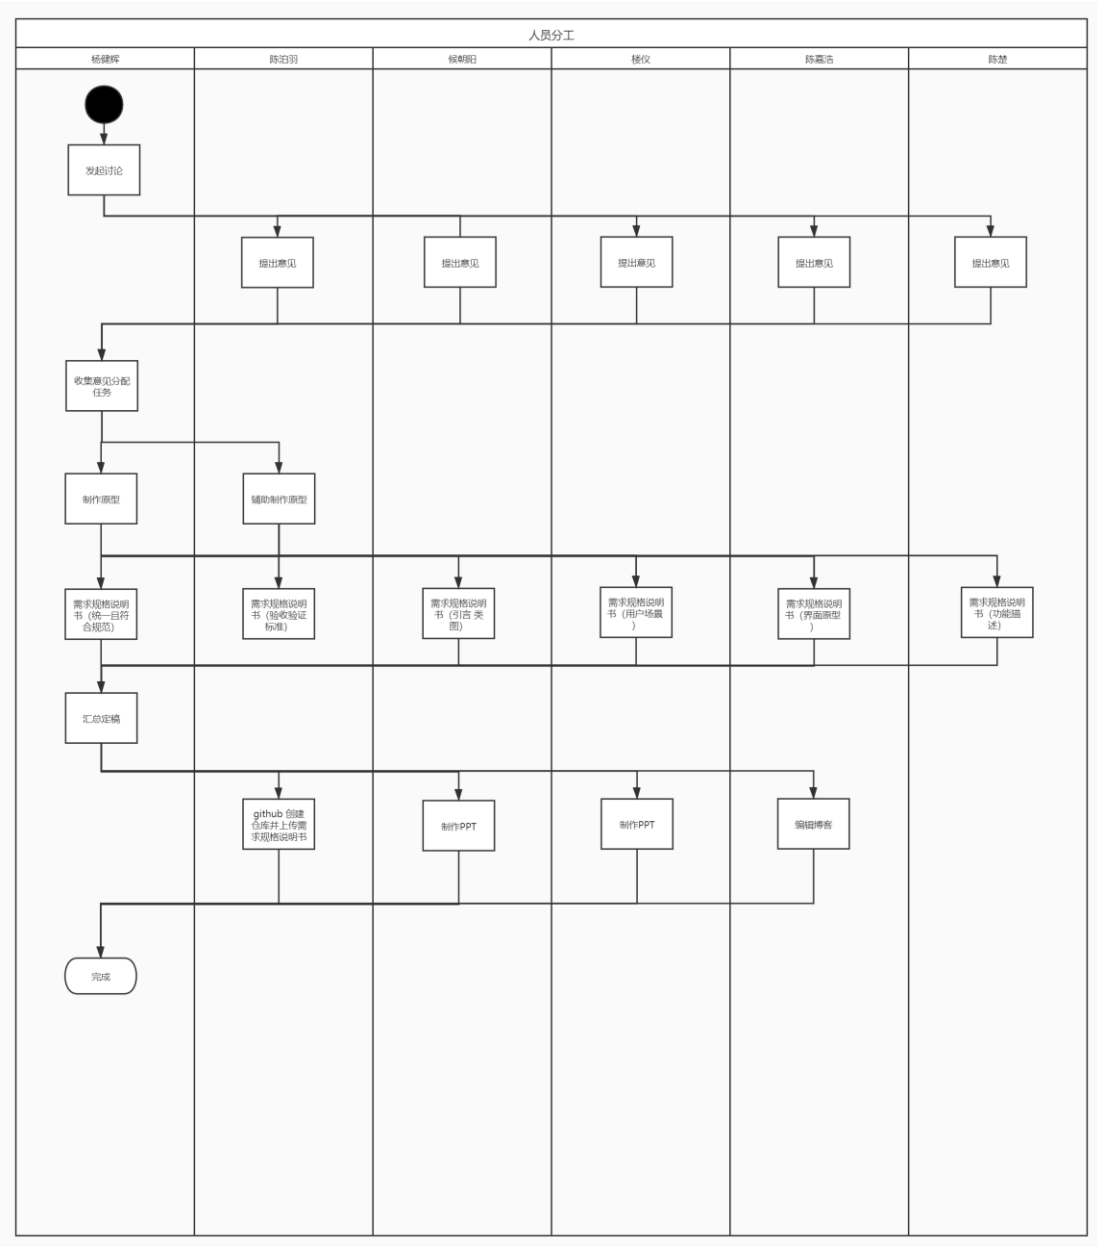 人员分工
杨健辉
陈泊羽
候朝阳
楼仪
陈嘉浩
陈楚
发起讨论
提出意见
提出意见
提出意见
提出意见
提出意见
收集意见分配
任务
制作原型
辅助制作原型
需求规格说明
书（统一且符
合规范）
需求规格说明
书（验收验证
标准）
需求规格说明
书（引言 类
图）
需求规格说明
书（用户场景
）
需求规格说明
书（界面原型
）
需求规格说明
书（功能描
述）
汇总定稿
github 创建
仓库并上传需
求规格说明书
制作PPT
制作PPT
编辑博客
完成